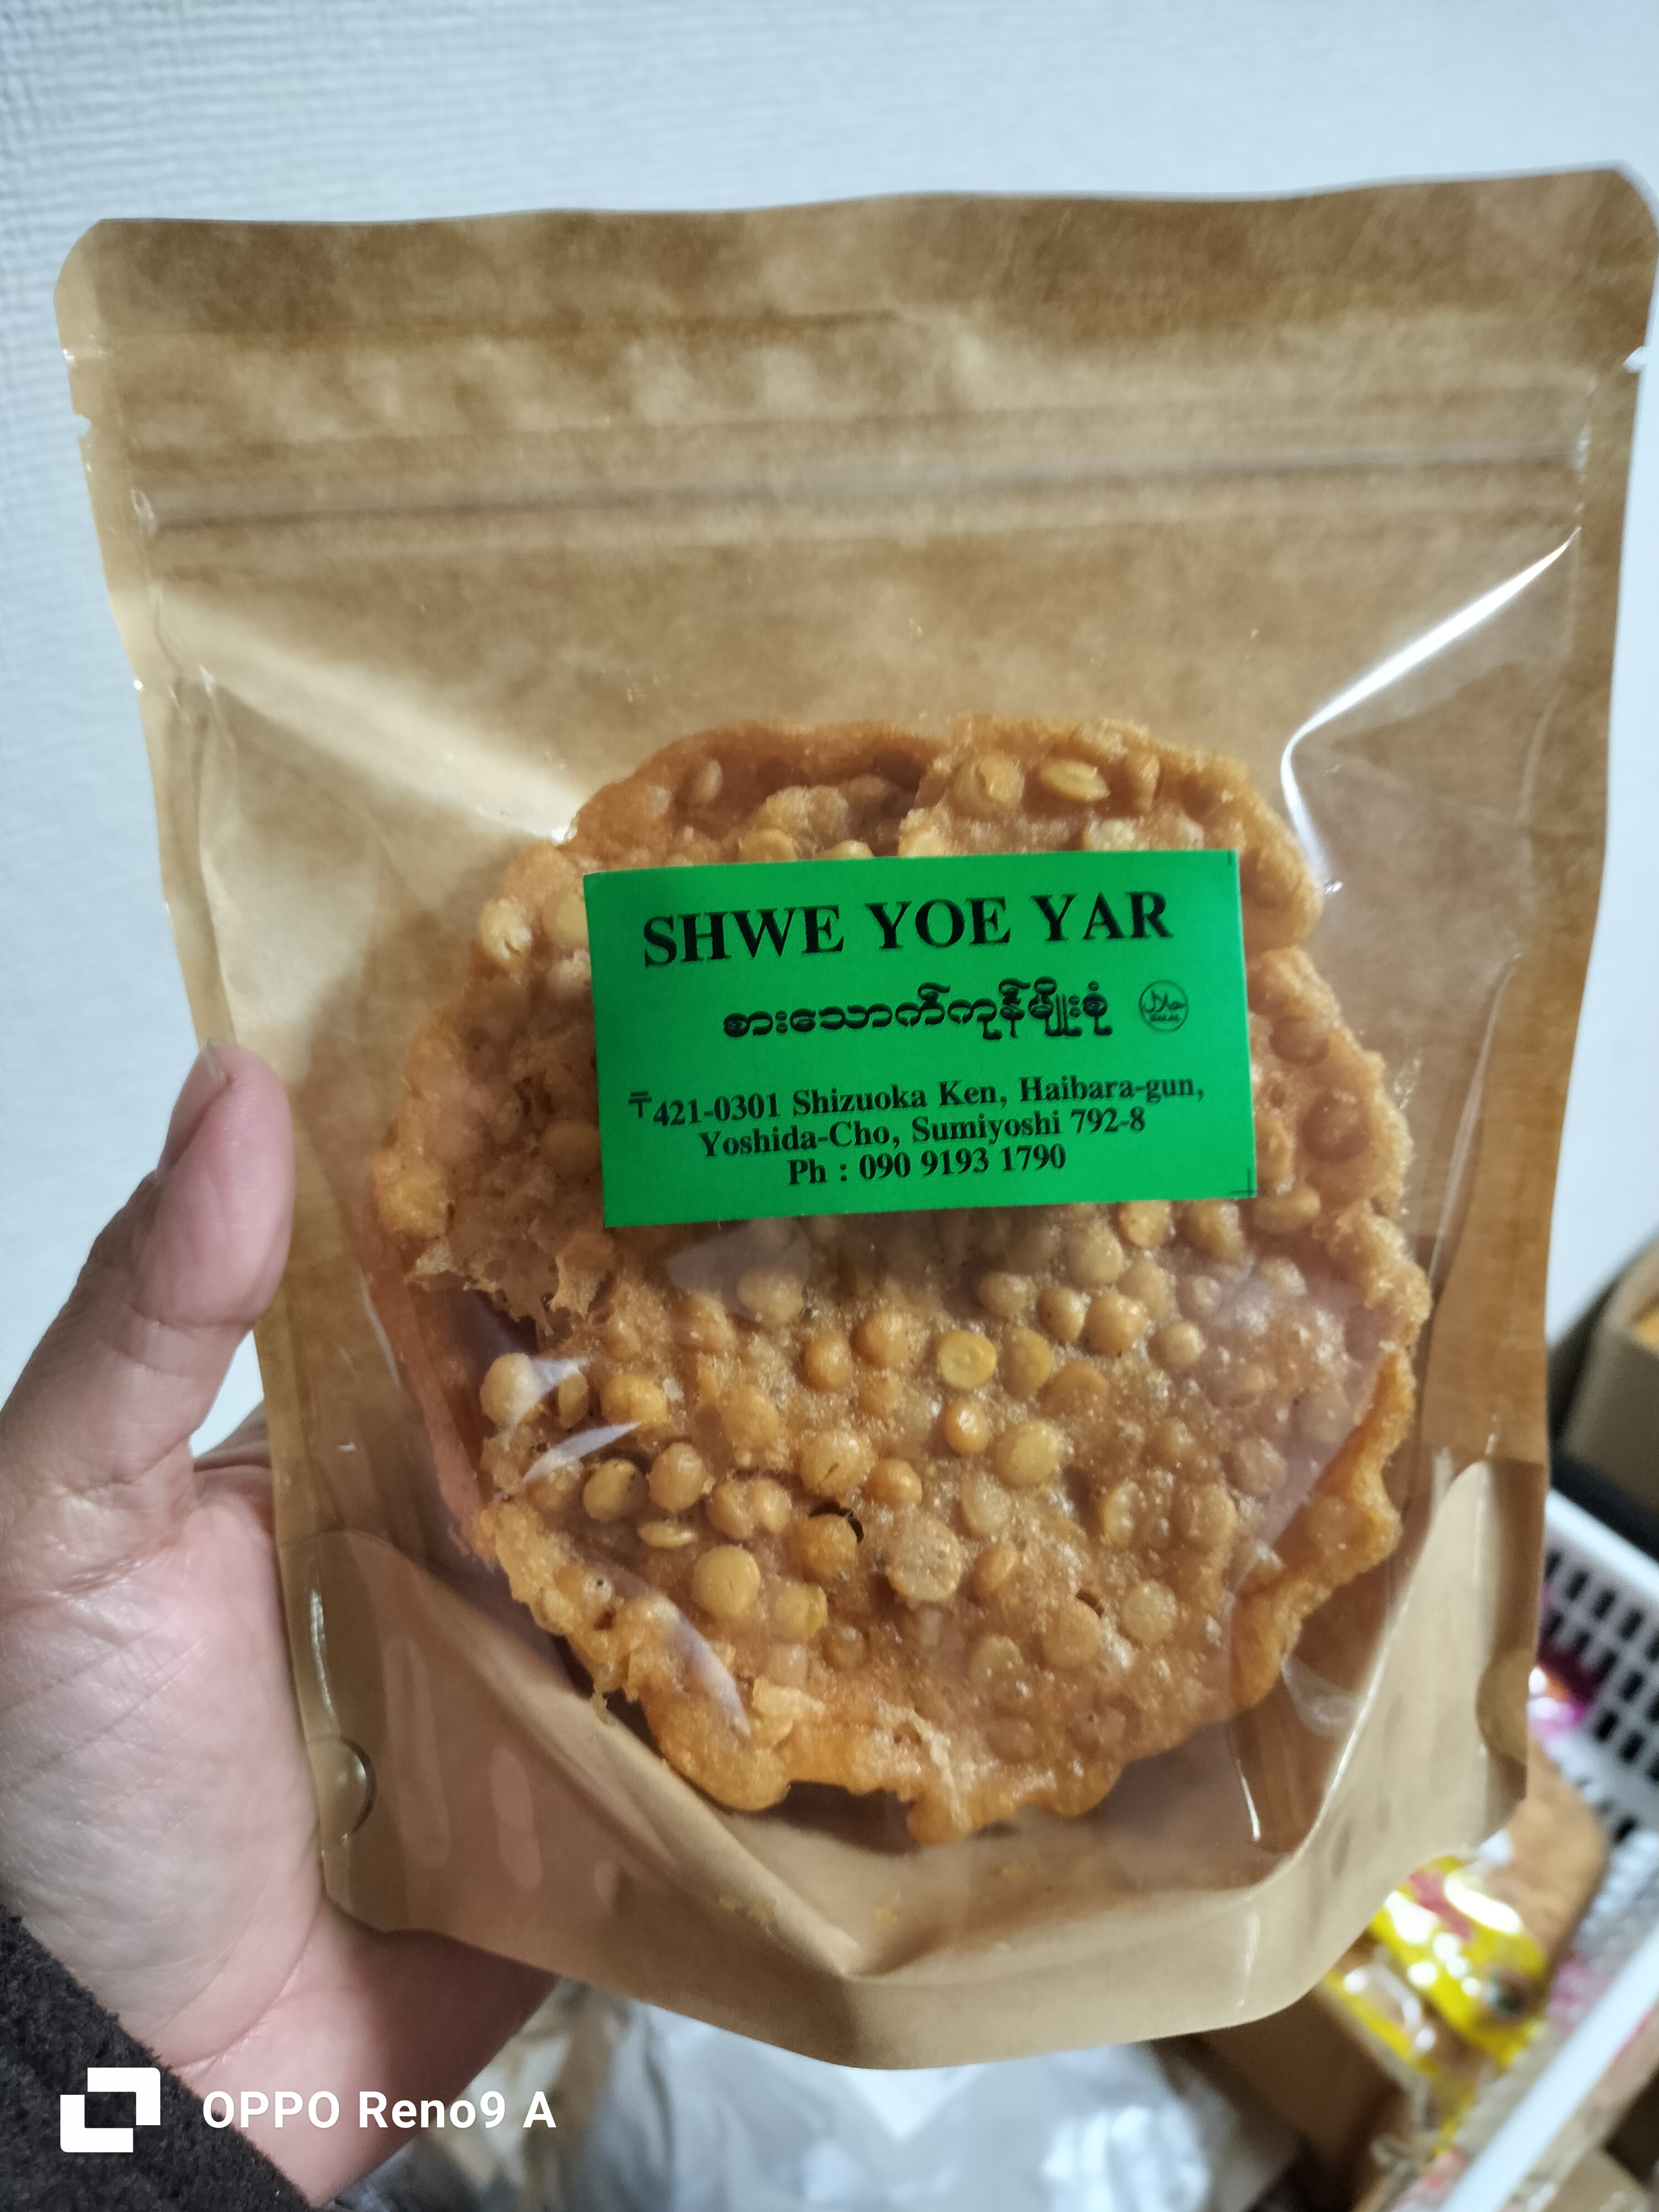 SHWE YOE YAR
စားသောက်ကုန်မျိုးစုံ
〒421-0301 Shizuoka Ken, Haibara-gun,
Yoshida-Cho, Sumiyoshi 792-8
Ph : 090 9193 1790
OPPO Reno9 A